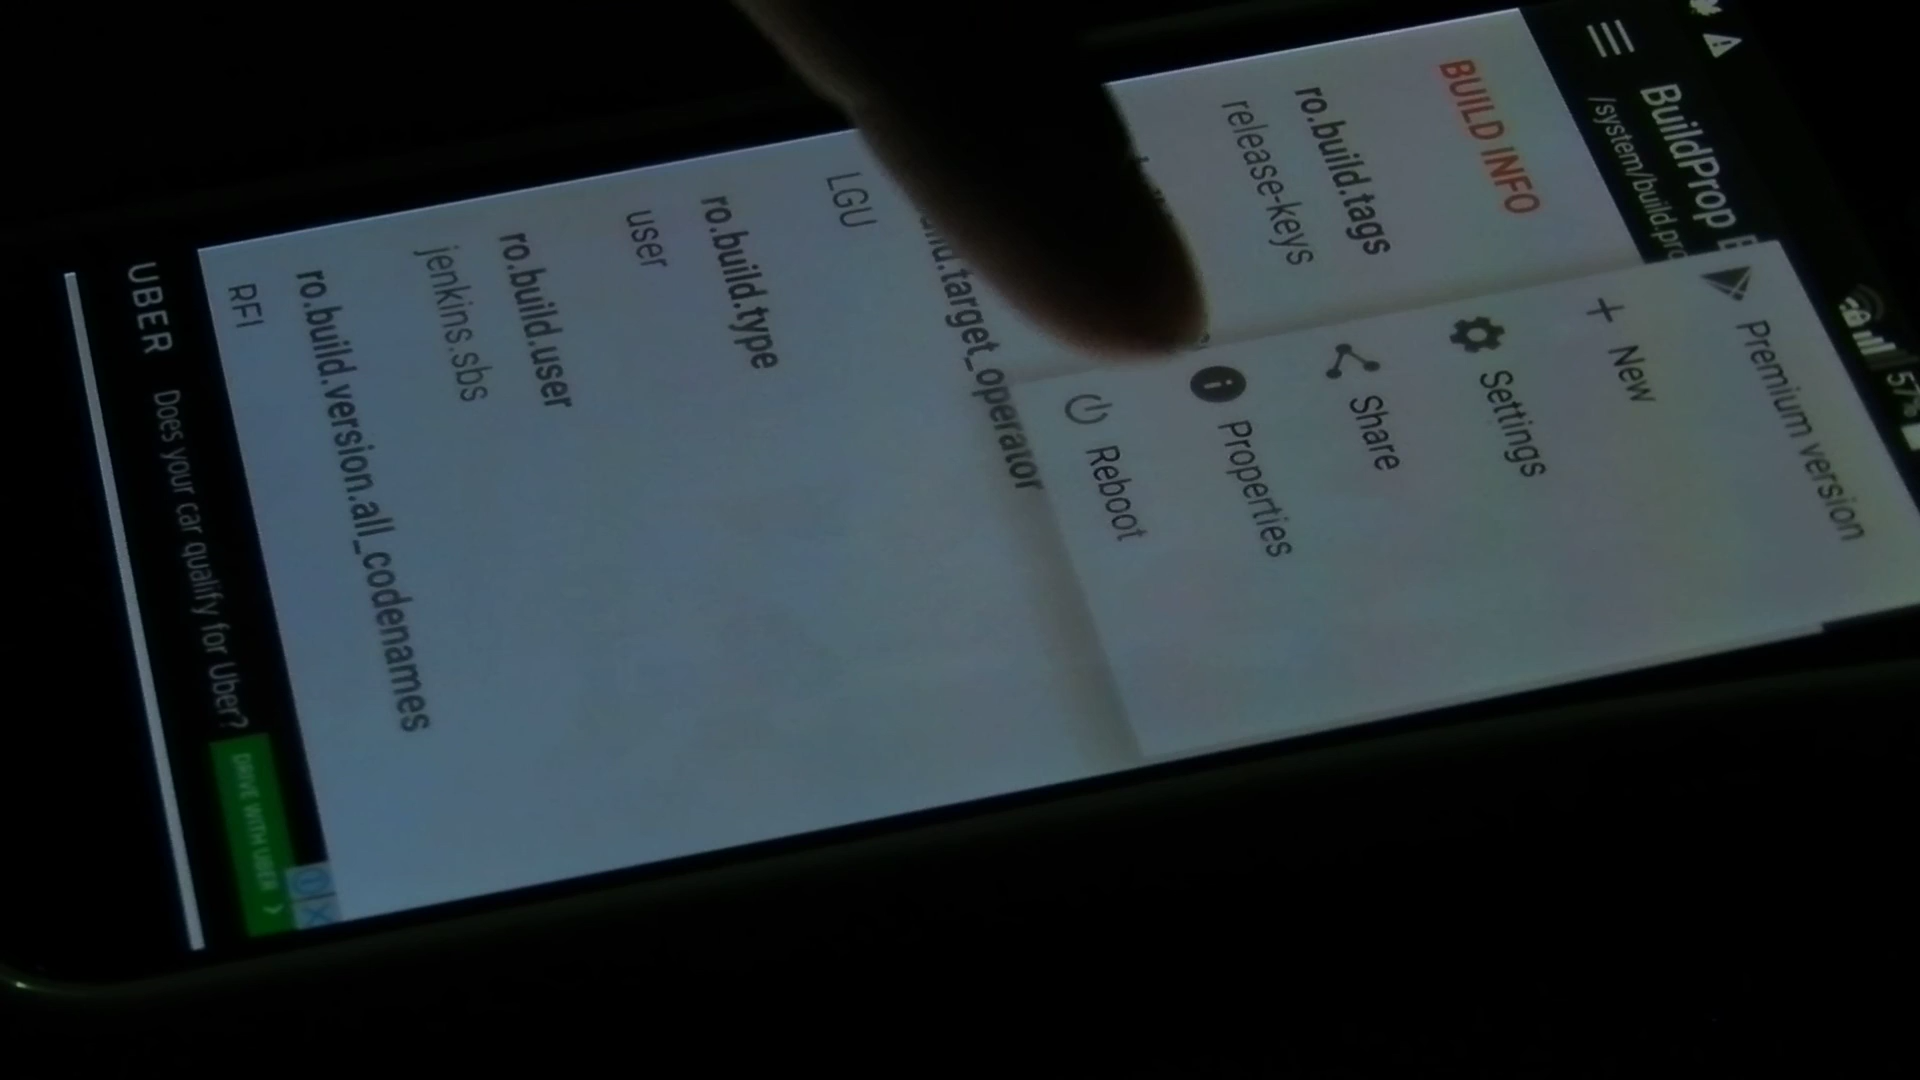 57%
BuildProp
/system/build.pro
Premium version
New
Settings
Share
Properties
Reboot
BUILD INFO
ro.build.tags
release-keys
target_operator
LGU
ro.build.type
user
ro.build.user
jenkins.sbs
ro.build.version.all_codenames
RFI
UBER
Does your car qualify for Uber?
DRIVE WITH UBER